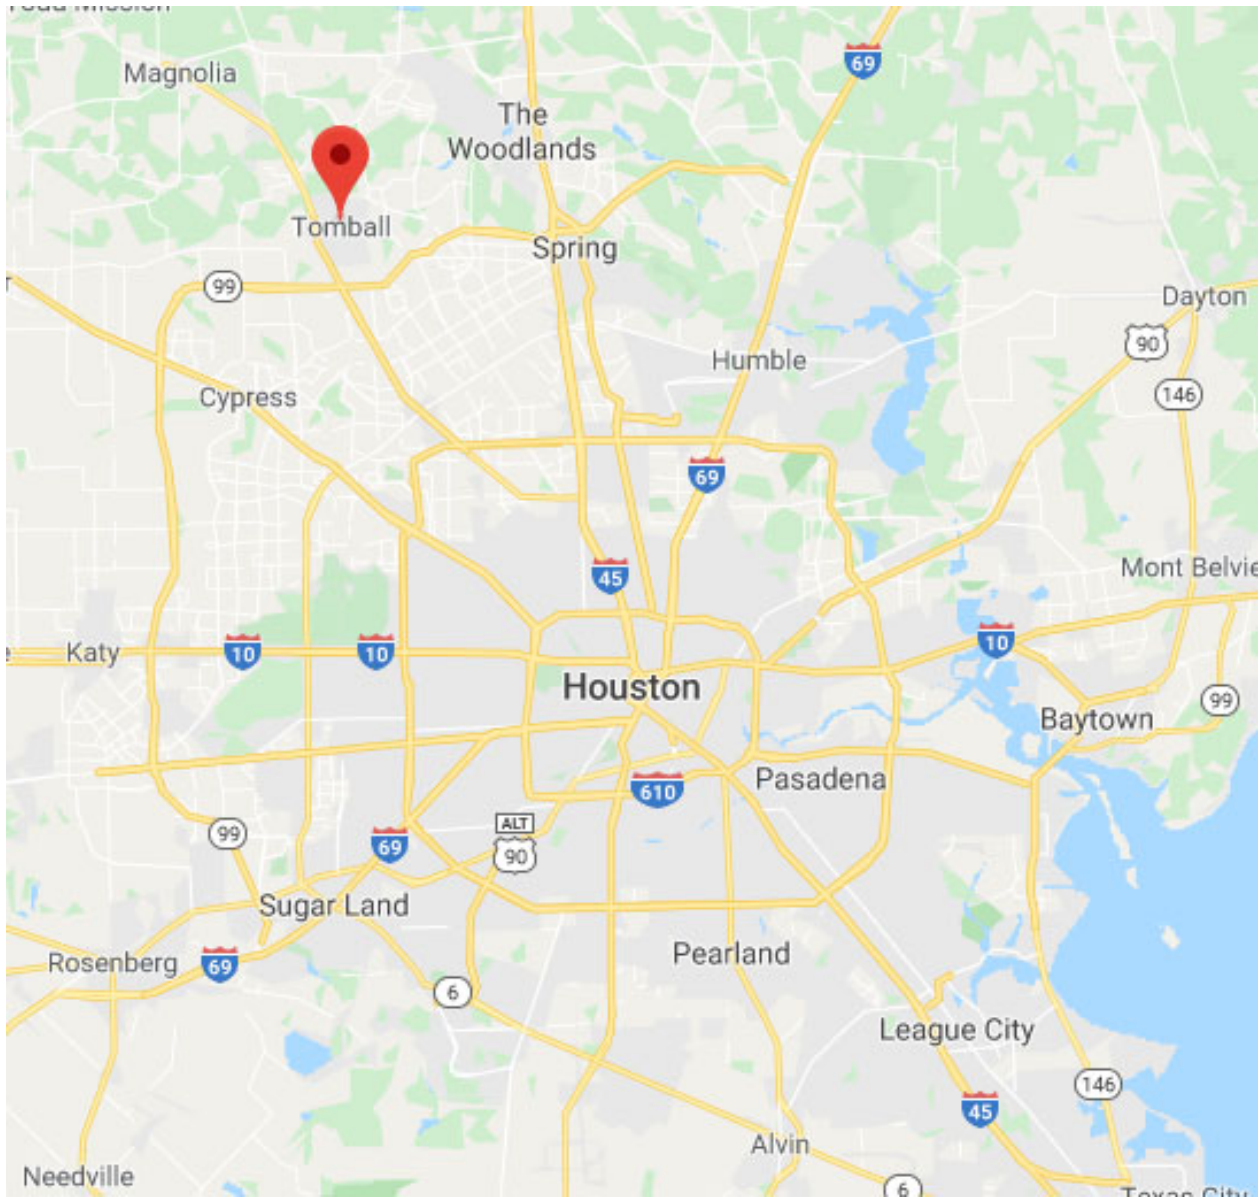 Magnolia
69
The
Woodlands
Tomball
Spring
99
Dayton
90
Humble
146
Cypress
69
45
Mont Belvie
Katy
10
10
10
Houston
99
Baytown
Pasadena
610
99
ALT
90
69
Sugar Land
Pearland
Rosenberg
69
6
League City
146
45
Alvin
Needville
6